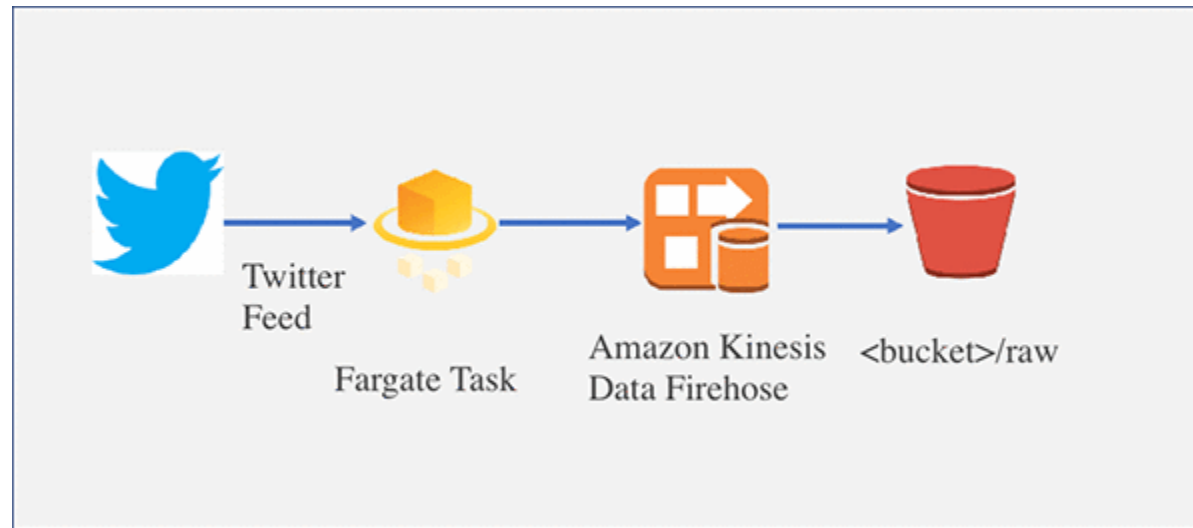 Twitter
Feed
Fargate Task
Amazon Kinesis
Data Firehose
<bucket>/raw